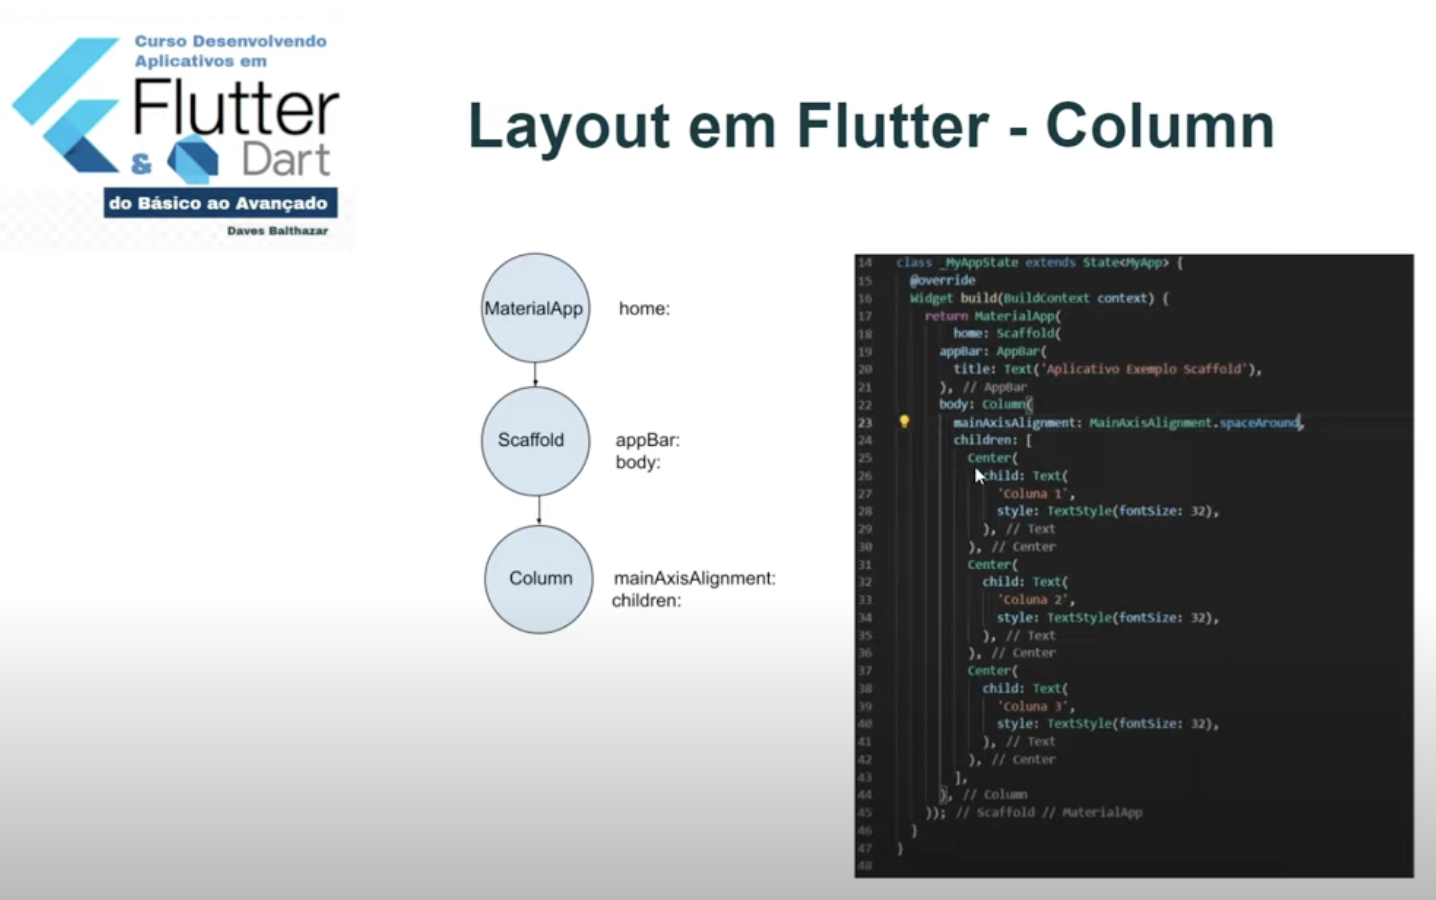 Curso Desenvolvendo
Aplicativos em
Flutter
& Dart
do Básico ao Avançado
Daves Balthazar
Layout em Flutter - Column
MaterialApp
home:
Scaffold
appBar:
body:
Column
mainAxisAlignment:
children:
14 class _MyAppState extends State<MyApp> {
15 @override
16 Widget build(BuildContext context) {
17 return MaterialApp(
18 home: Scaffold(
19 appBar: AppBar(
20 title: Text('Aplicativo Exemplo Scaffold'),
21 ), // AppBar
22 body: Column(
23 mainAxisAlignment: MainAxisAlignment.spaceAround,
24 children: [
25 Center(
26 child: Text(
27 'Coluna 1',
28 style: TextStyle(fontSize: 32),
29 ), // Text
30 ), // Center
31 Center(
32 child: Text(
33 'Coluna 2',
34 style: TextStyle(fontSize: 32),
35 ), // Text
36 ), // Center
37 Center(
38 child: Text(
39 'Coluna 3',
40 style: TextStyle(fontSize: 32),
41 ), // Text
42 ), // Center
43 ],
44 ), // Column
45 )); // Scaffold // MaterialApp
46 }
47 }
48